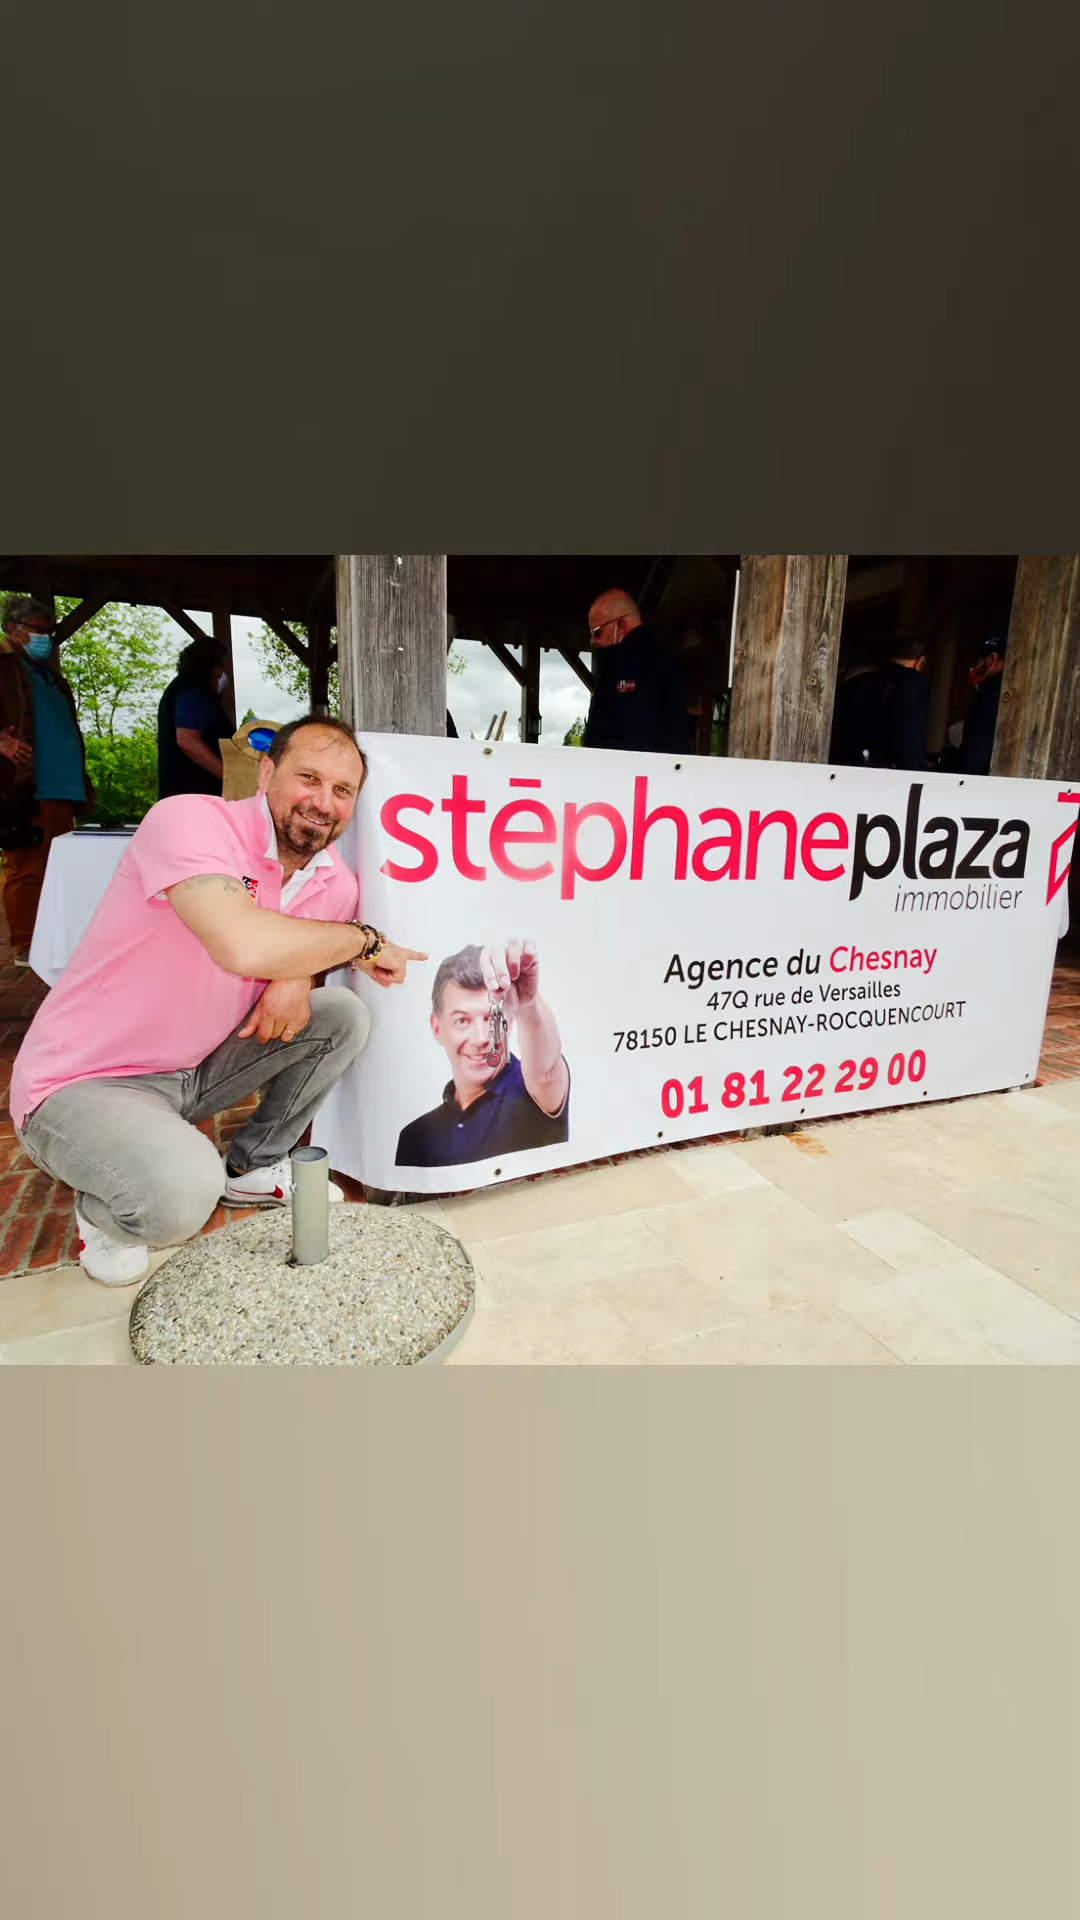 stēphaneplaza
immobilier
Agence du Chesnay
47Q rue de Versailles
78150 LE CHESNAY-ROCQUENCOURT
01 81 22 29 00